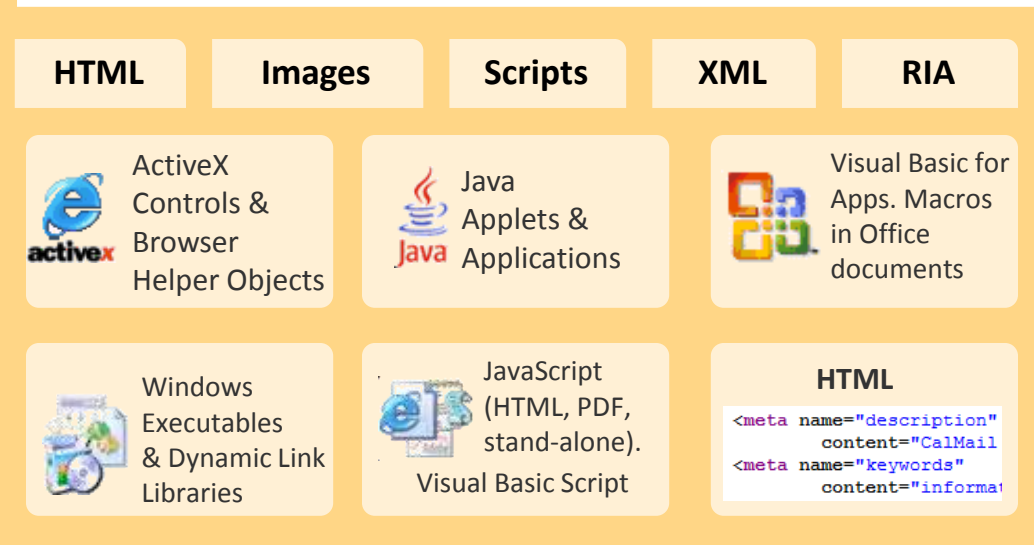 HTML
Images
Scripts
XML
RIA
ActiveX
Controls &
Browser
Helper Objects
activex
Java
Applets &
Applications
Java
Visual Basic for
Apps. Macros
in Office
documents
Windows
Executables
& Dynamic Link
Libraries
JavaScript
(HTML, PDF,
stand-alone).
Visual Basic Script
HTML
<meta name="description"
content="CalMail
<meta name="keywords"
content="informat